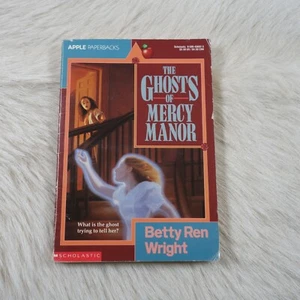 APPLE PAPERBACKS
THE
GHOSTS
OF
MERCY
MANOR
What is the ghost
trying to tell her?
Betty Ren
Wright
SCHOLASTIC